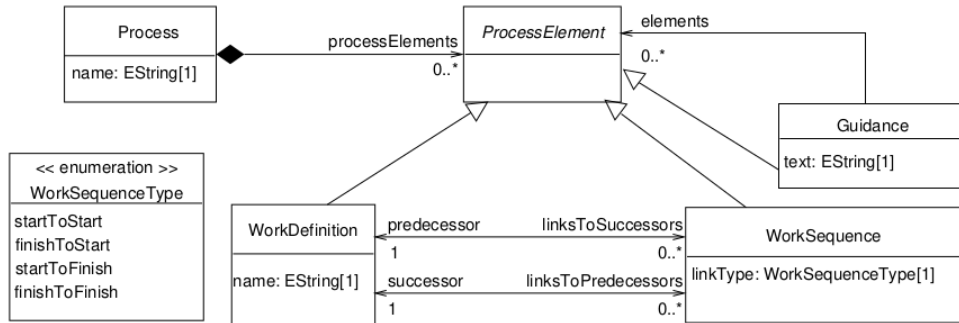 Process
name: EString[1]
processElements
0..*
ProcessElement
elements
0..*
Guidance
text: EString[1]
<< enumeration >>
WorkSequenceType
startToStart
finishToStart
startToFinish
finishToFinish
WorkDefinition
name: EString[1]
predecessor
1
linksToSuccessors
0..*
successor
1
linksToPredecessors
0..*
WorkSequence
linkType: WorkSequenceType[1]